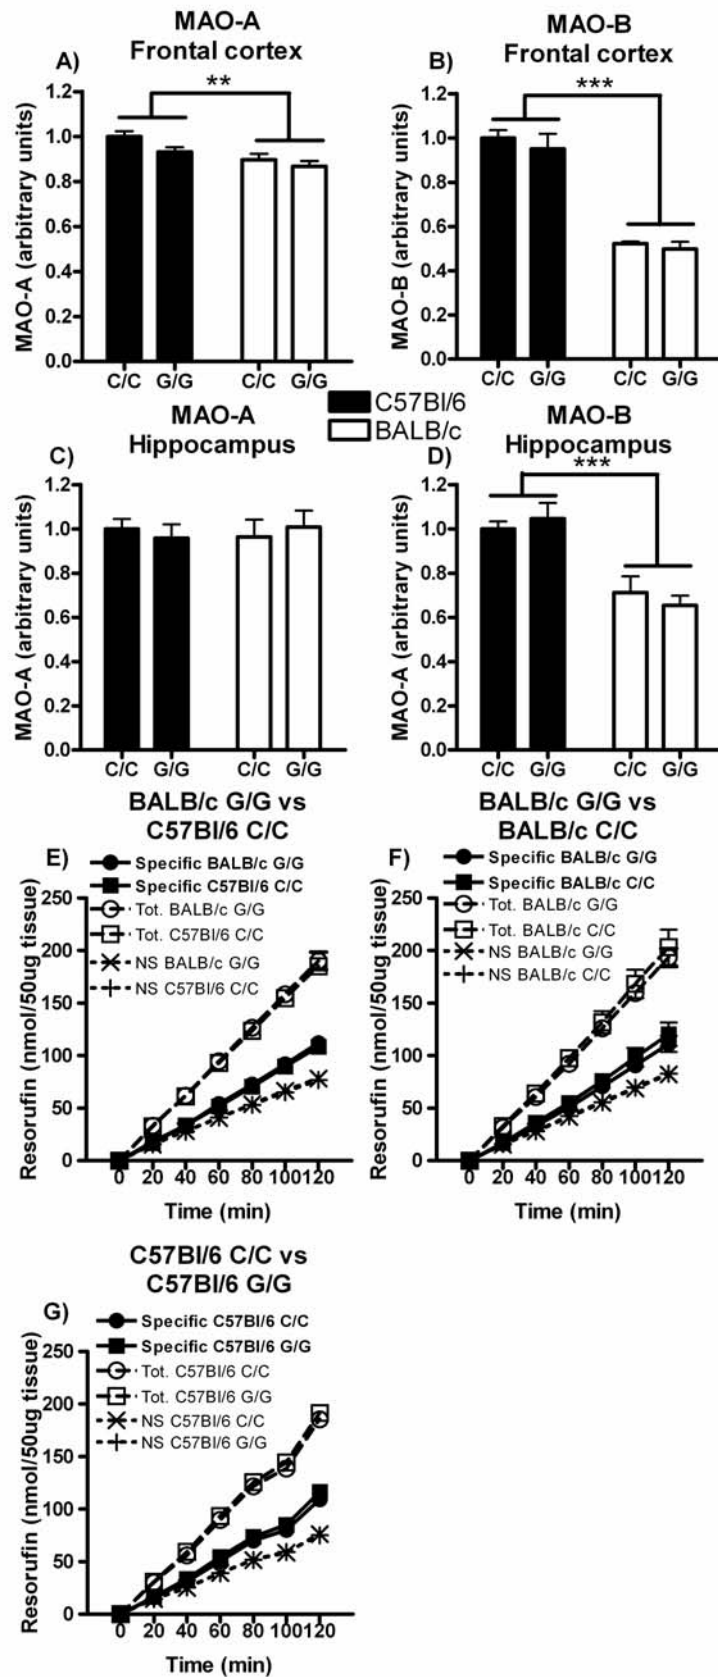 MAO-A
Frontal cortex
A)
**
MAO-A (arbitrary units)
1.2
1.0
0.8
0.6
0.4
0.2
0.0
C/C G/G C/C G/G
MAO-B
Frontal cortex
B)
***
MAO-B (arbitrary units)
1.2
1.0
0.8
0.6
0.4
0.2
0.0
C/C G/G C/C G/G
C57Bl/6
BALB/c
MAO-A
Hippocampus
C)
MAO-A (arbitrary units)
1.2
1.0
0.8
0.6
0.4
0.2
0.0
C/C G/G C/C G/G
MAO-B
Hippocampus
D)
***
MAO-A (arbitrary units)
1.2
1.0
0.8
0.6
0.4
0.2
0.0
C/C G/G C/C G/G
BALB/c G/G vs
C57Bl/6 C/C
E)
Specific BALB/c G/G
Specific C57Bl/6 C/C
Tot. BALB/c G/G
Tot. C57Bl/6 C/C
NS BALB/c G/G
NS C57Bl/6 C/C
Resorufin (nmol/50ug tissue)
250
200
150
100
50
0
0 20 40 60 80 100 120
Time (min)
BALB/c G/G vs
BALB/c C/C
F)
Specific BALB/c G/G
Specific BALB/c C/C
Tot. BALB/c G/G
Tot. BALB/c C/C
NS BALB/c G/G
NS BALB/c C/C
Resorufin (nmol/50ug tissue)
250
200
150
100
50
0
0 20 40 60 80 100 120
Time (min)
C57Bl/6 C/C vs
C57Bl/6 G/G
G)
Specific C57Bl/6 C/C
Specific C57Bl/6 G/G
Tot. C57Bl/6 C/C
Tot. C57Bl/6 G/G
NS C57Bl/6 C/C
NS C57Bl/6 G/G
Resorufin (nmol/50ug tissue)
250
200
150
100
50
0
0 20 40 60 80 100 120
Time (min)